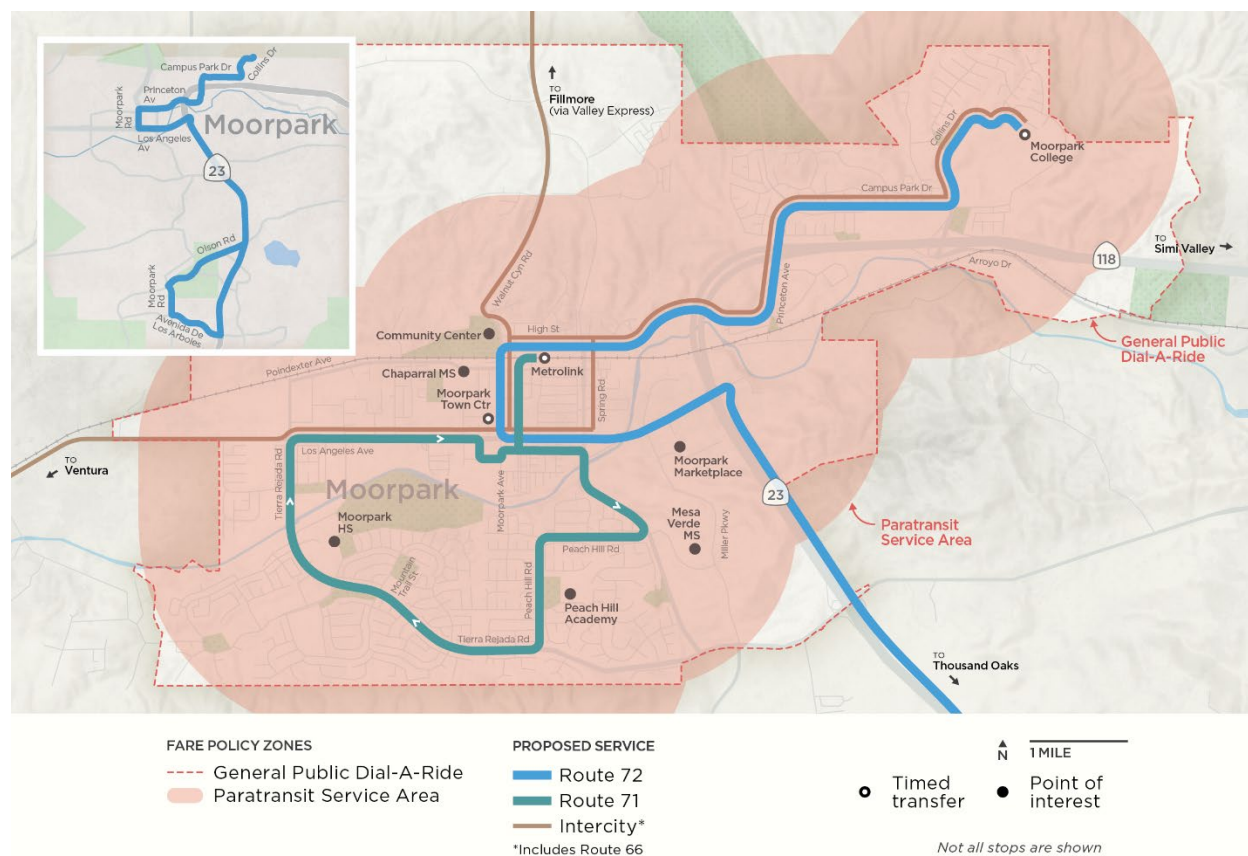 Campus Park Dr
Collins Dr
Princeton
Av
Moorpark
Rd
Moorpark
Los Angeles
Av
23
Olson Rd
Moorpark
Rd
Avenida De
Los Arboles
TO
Fillmore
(via Valley Express)
Collins Dr
Moorpark
College
Campus Park Dr
TO
Simi Valley
118
Arroyo Dr
Walnut Cyn Rd
Princeton Ave
General Public
Dial-A-Ride
Community Center
High St
Poindexter Ave
Chaparral MS
Metrolink
Moorpark
Town Ctr
Spring Rd
TO
Ventura
Tierra Rejada Rd
Los Angeles Ave
Moorpark
Moorpark Ave
Moorpark
Marketplace
23
Moorpark
HS
Mesa
Verde
MS
Miller Pkwy
Paratransit
Service Area
Peach Hill Rd
Mountain
Trail St
Peach Hill Rd
Peach Hill
Academy
Tierra Rejada Rd
TO
Thousand Oaks
FARE POLICY ZONES
General Public Dial-A-Ride
Paratransit Service Area
PROPOSED SERVICE
Route 72
Route 71
Intercity*
*Includes Route 66
N
1 MILE
Timed
transfer
Point of
interest
Not all stops are shown